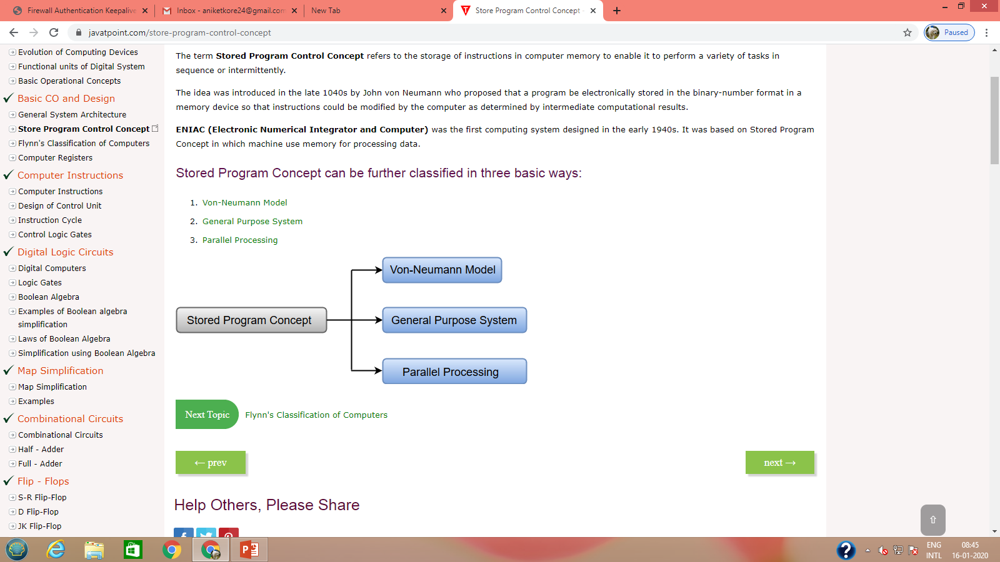 Firewall Authentication Keepalive
Inbox - aniketkore24@gmail.com
New Tab
Store Program Control Concept -
javatpoint.com/store-program-control-concept
Paused
Evolution of Computing Devices
Functional units of Digital System
Basic Operational Concepts
Basic CO and Design
General System Architecture
Store Program Control Concept
Flynn's Classification of Computers
Computer Registers
Computer Instructions
Computer Instructions
Design of Control Unit
Instruction Cycle
Control Logic Gates
Digital Logic Circuits
Digital Computers
Logic Gates
Boolean Algebra
Examples of Boolean algebra
simplification
Laws of Boolean Algebra
Simplification using Boolean Algebra
Map Simplification
Map Simplification
Examples
Combinational Circuits
Combinational Circuits
Half - Adder
Full - Adder
Flip - Flops
S-R Flip-Flop
D Flip-Flop
JK Flip-Flop
The term Stored Program Control Concept refers to the storage of instructions in computer memory to enable it to perform a variety of tasks in
sequence or intermittently.
The idea was introduced in the late 1040s by John von Neumann who proposed that a program be electronically stored in the binary-number format in a
memory device so that instructions could be modified by the computer as determined by intermediate computational results.
ENIAC (Electronic Numerical Integrator and Computer) was the first computing system designed in the early 1940s. It was based on Stored Program
Concept in which machine use memory for processing data.
Stored Program Concept can be further classified in three basic ways:
1. Von-Neumann Model
2. General Purpose System
3. Parallel Processing
Von-Neumann Model
Stored Program Concept
General Purpose System
Parallel Processing
Next Topic Flynn's Classification of Computers
← prev
next →
Help Others, Please Share
ENG
INTL
08:45
16-01-2020